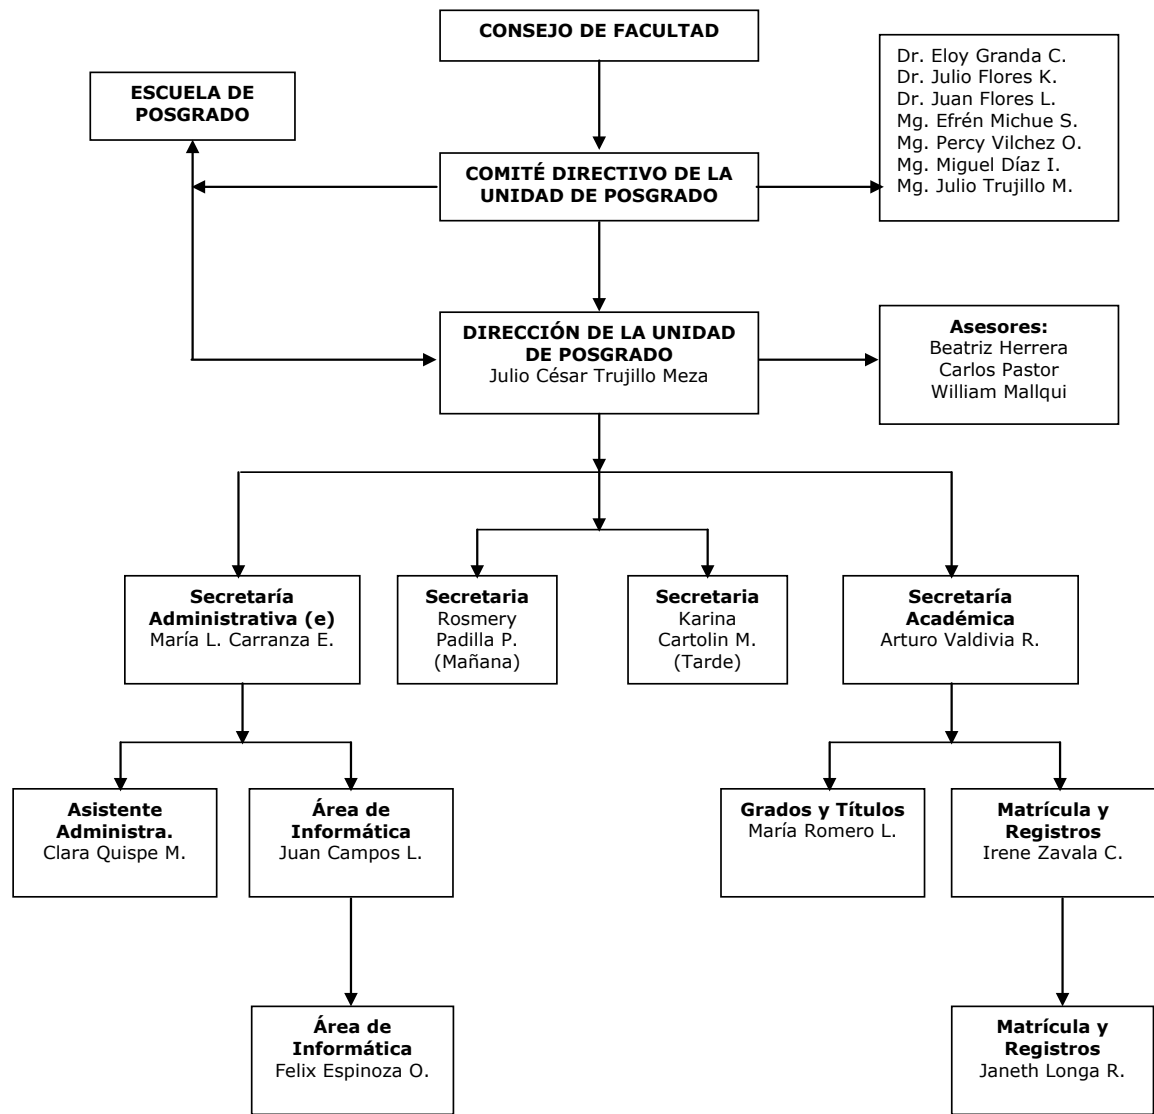 CONSEJO DE FACULTAD
Dr. Eloy Granda C.
Dr. Julio Flores K.
Dr. Juan Flores L.
Mg. Efrén Michue S.
Mg. Percy Vilchez O.
Mg. Miguel Díaz I.
Mg. Julio Trujillo M.
ESCUELA DE
POSGRADO
COMITÉ DIRECTIVO DE LA
UNIDAD DE POSGRADO
DIRECCIÓN DE LA UNIDAD
DE POSGRADO
Julio César Trujillo Meza
Asesores:
Beatriz Herrera
Carlos Pastor
William Mallqui
Secretaría
Administrativa (e)
María L. Carranza E.
Secretaria
Rosmery
Padilla P.
(Mañana)
Secretaria
Karina
Cartolin M.
(Tarde)
Secretaría
Académica
Arturo Valdivia R.
Asistente
Administra.
Clara Quispe M.
Área de
Informática
Juan Campos L.
Grados y Títulos
María Romero L.
Matrícula y
Registros
Irene Zavala C.
Área de
Informática
Felix Espinoza O.
Matrícula y
Registros
Janeth Longa R.